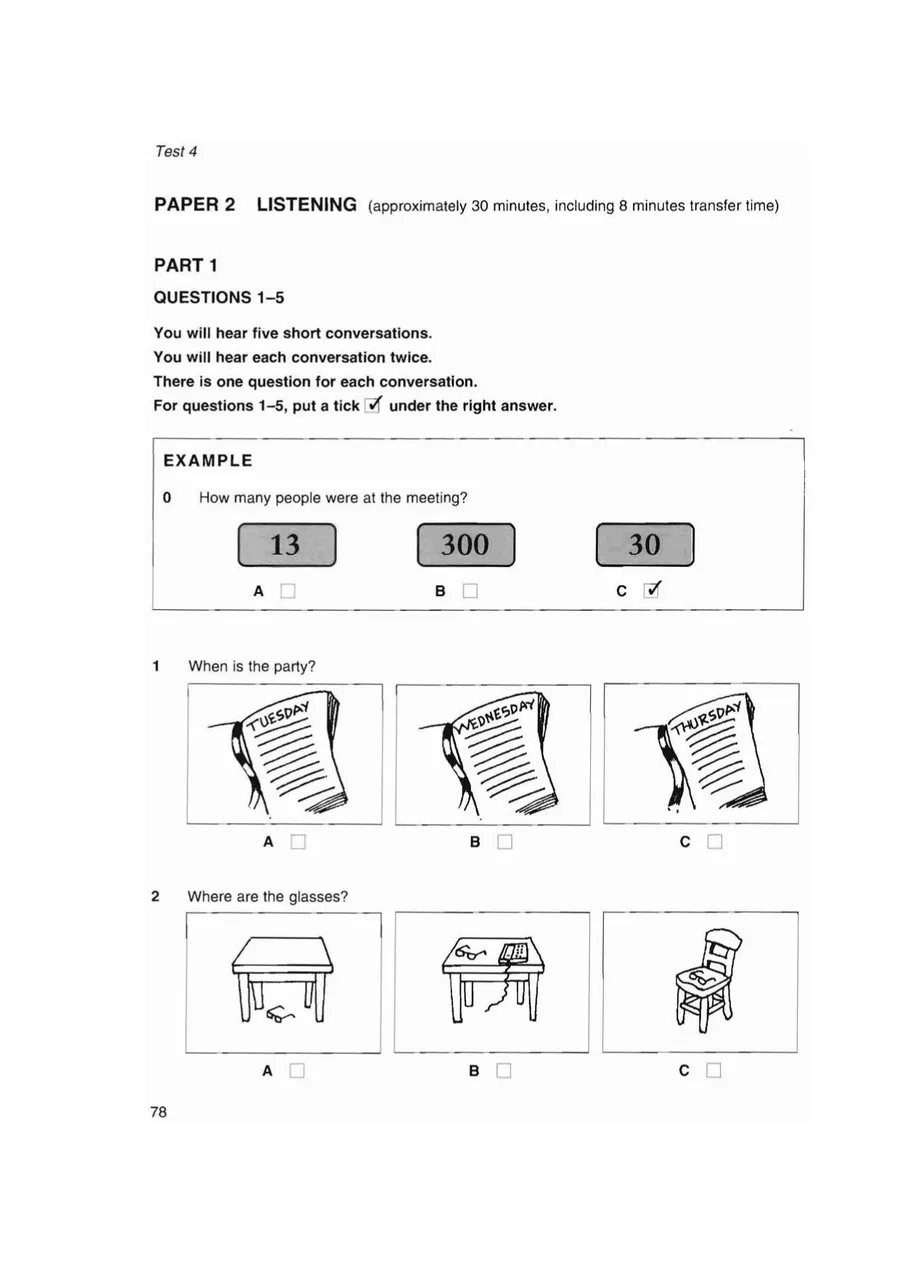 Test 4
PAPER 2 LISTENING (approximately 30 minutes, including 8 minutes transfer time)
PART 1
QUESTIONS 1–5
You will hear five short conversations.
You will hear each conversation twice.
There is one question for each conversation.
For questions 1–5, put a tick ☑ under the right answer.
EXAMPLE
0 How many people were at the meeting?
13 300 30
A ☐ B ☐ C ☑
1 When is the party?
TUESDAY WEDNESDAY THURSDAY
A ☐ B ☐ C ☐
2 Where are the glasses?
A ☐ B ☐ C ☐
78